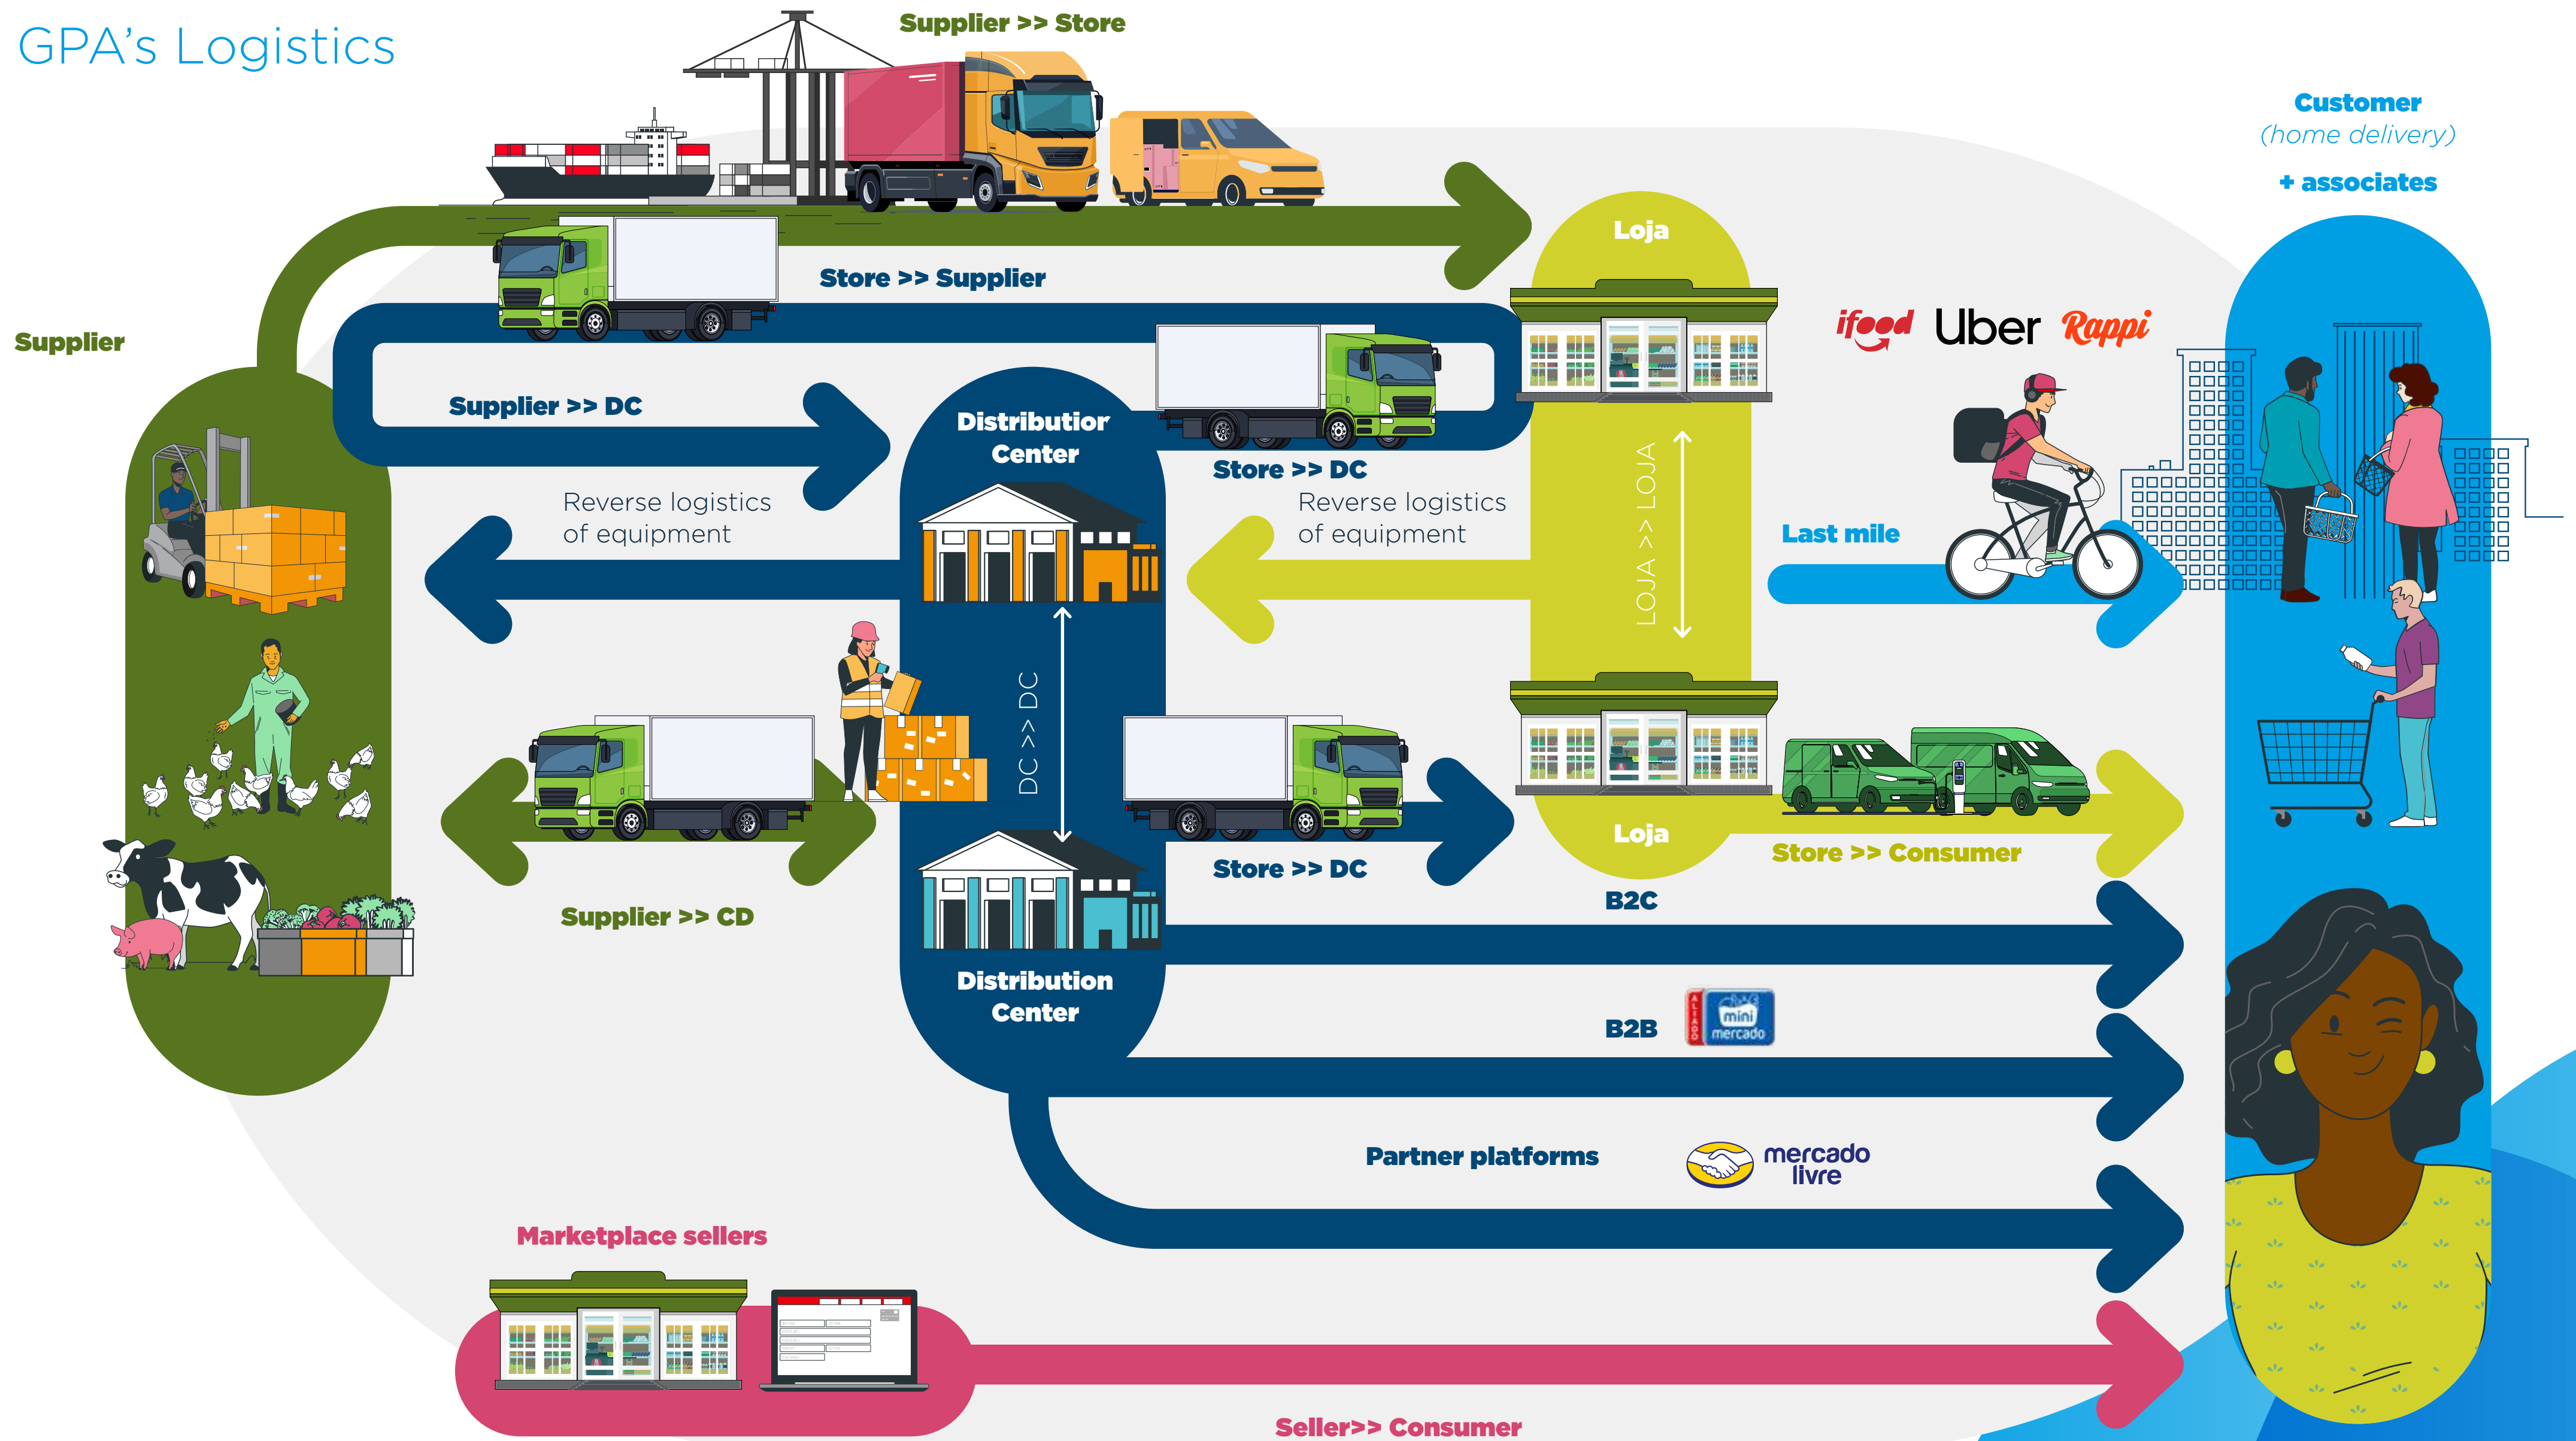 GPA's Logistics
Supplier >> Store
Customer
(home delivery)
+ associates
Loja
Store >> Supplier
ifood Uber Rappi
Supplier
Supplier >> DC
Distributior
Center
Store >> DC
Reverse logistics
of equipment
Reverse logistics
of equipment
LOJA >> LOJA
Last mile
DC >> DC
Loja
Store >> Consumer
Store >> DC
B2C
Supplier >> CD
Distribution
Center
B2B
ALIADO
mini
mercado
Partner platforms
mercado
livre
Marketplace sellers
Seller>> Consumer